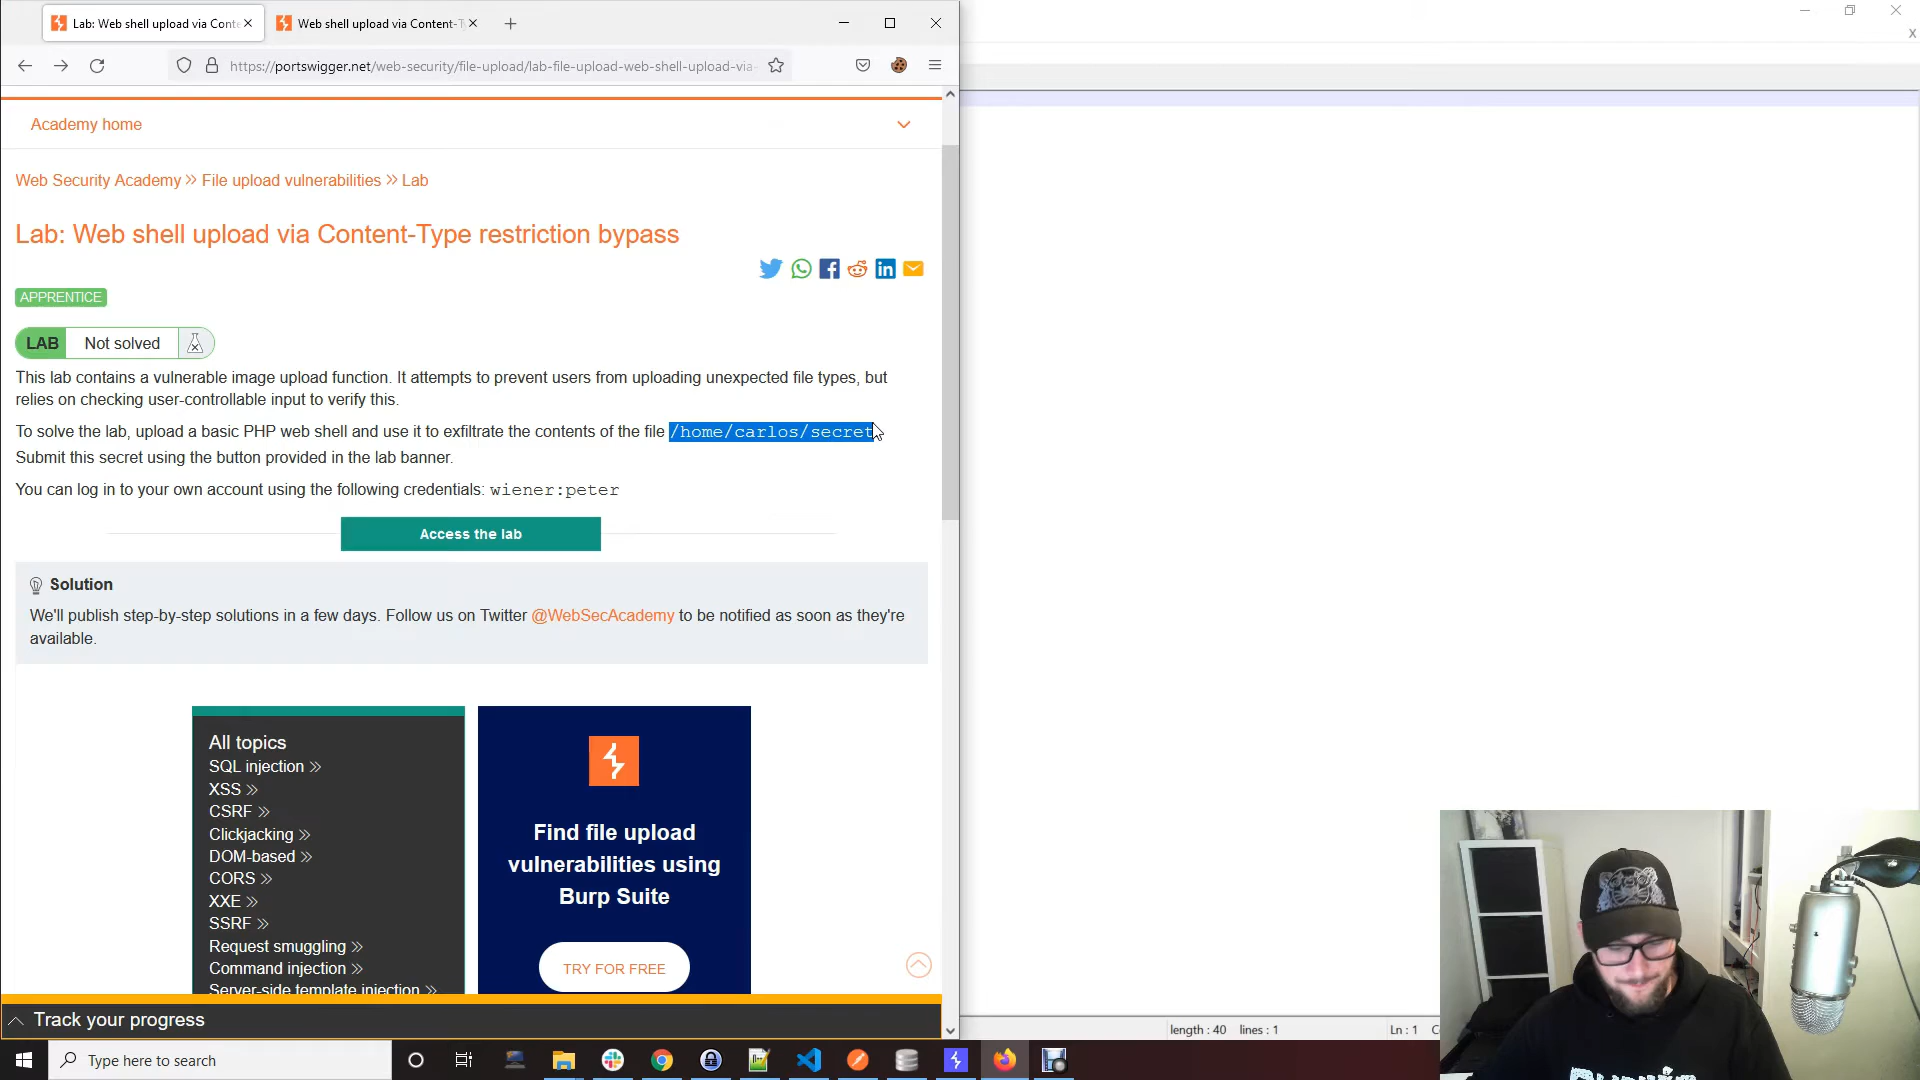 Lab: Web shell upload via Conte
Web shell upload via Content-T
https://portswigger.net/web-security/file-upload/lab-file-upload-web-shell-upload-via-
Academy home
Web Security Academy » File upload vulnerabilities » Lab
Lab: Web shell upload via Content-Type restriction bypass
APPRENTICE
LAB Not solved
This lab contains a vulnerable image upload function. It attempts to prevent users from uploading unexpected file types, but
relies on checking user-controllable input to verify this.
To solve the lab, upload a basic PHP web shell and use it to exfiltrate the contents of the file /home/carlos/secret
Submit this secret using the button provided in the lab banner.
You can log in to your own account using the following credentials: wiener:peter
Access the lab
Solution
We'll publish step-by-step solutions in a few days. Follow us on Twitter @WebSecAcademy to be notified as soon as they're
available.
All topics
SQL injection »
XSS »
CSRF »
Clickjacking »
DOM-based »
CORS »
XXE »
SSRF »
Request smuggling »
Command injection »
Server-side template injection »
Find file upload
vulnerabilities using
Burp Suite
TRY FOR FREE
Track your progress
length : 40 lines : 1
Ln : 1
Type here to search